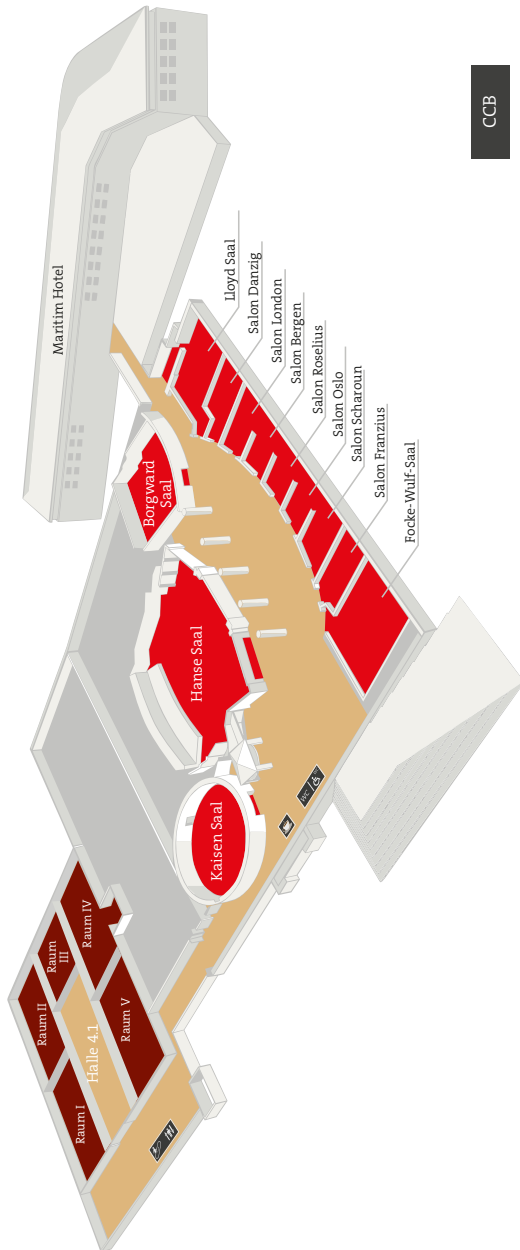 CCB
Maritim Hotel
Lloyd Saal
Salon Danzig
Salon London
Salon Bergen
Salon Roselius
Salon Oslo
Salon Scharoun
Salon Franzius
Focke-Wulf-Saal
Borgward
Saal
Hanse Saal
Kaisen Saal
WC
Raum I
Raum II
Raum
III
Raum IV
Raum V
Halle 4.1